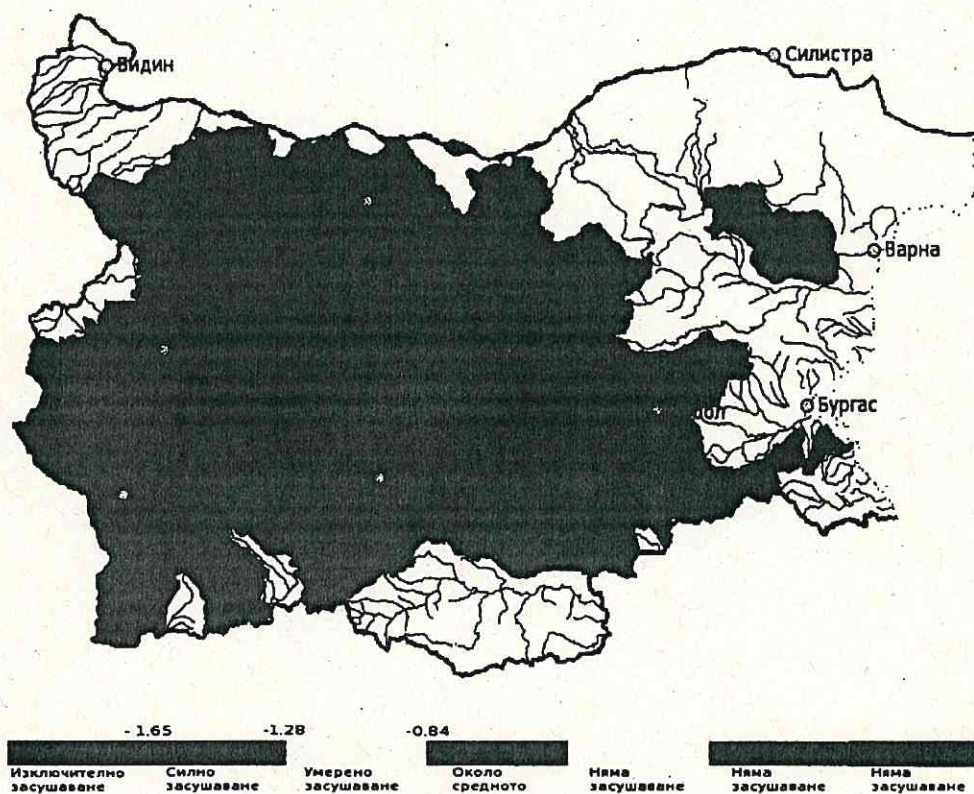 Видин
Силистра
Варна
Бургас
- 1.65 -1.28 -0.84
Изключително засушаване
Силно засушаване
Умерено засушаване
Около средното
Няма засушаване
Няма засушаване
Няма засушаване